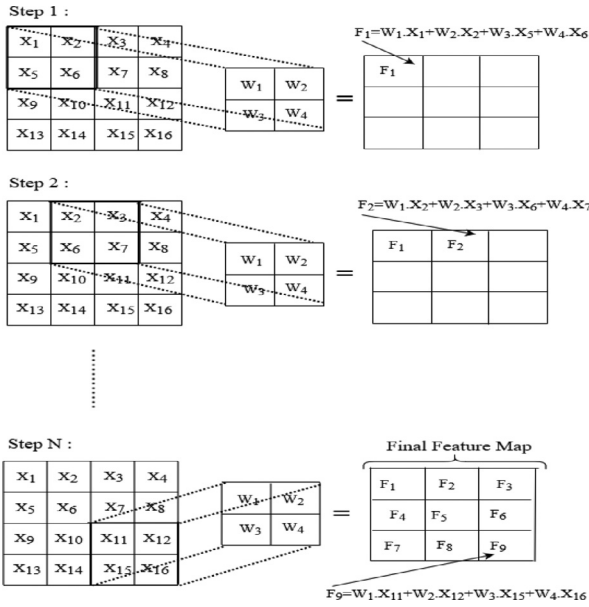 Step 1 :
F₁=W₁.X₁+W₂.X₂+W₃.X₅+W₄.X₆
X₁ X₂ X₃ X₄
X₅ X₆ X₇ X₈
X₉ X₁₀ X₁₁ X₁₂
X₁₃ X₁₄ X₁₅ X₁₆
W₁ W₂
W₃ W₄
=
F₁
Step 2 :
F₂=W₁.X₂+W₂.X₃+W₃.X₆+W₄.X₇
X₁ X₂ X₃ X₄
X₅ X₆ X₇ X₈
X₉ X₁₀ X₁₁ X₁₂
X₁₃ X₁₄ X₁₅ X₁₆
W₁ W₂
W₃ W₄
=
F₁ F₂
Step N :
Final Feature Map
X₁ X₂ X₃ X₄
X₅ X₆ X₇ X₈
X₉ X₁₀ X₁₁ X₁₂
X₁₃ X₁₄ X₁₅ X₁₆
W₁ W₂
W₃ W₄
=
F₁ F₂ F₃
F₄ F₅ F₆
F₇ F₈ F₉
F₉=W₁.X₁₁+W₂.X₁₂+W₃.X₁₅+W₄.X₁₆